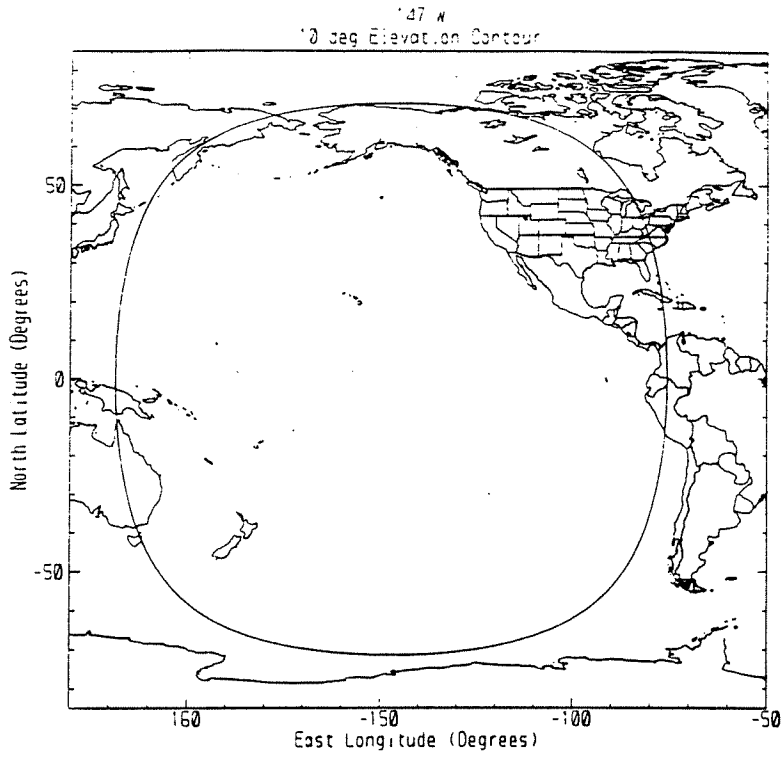 147 W
10 deg Elevation Contour
50
0
-50
North Latitude (Degrees)
160
-150
-100
-50
East Longitude (Degrees)